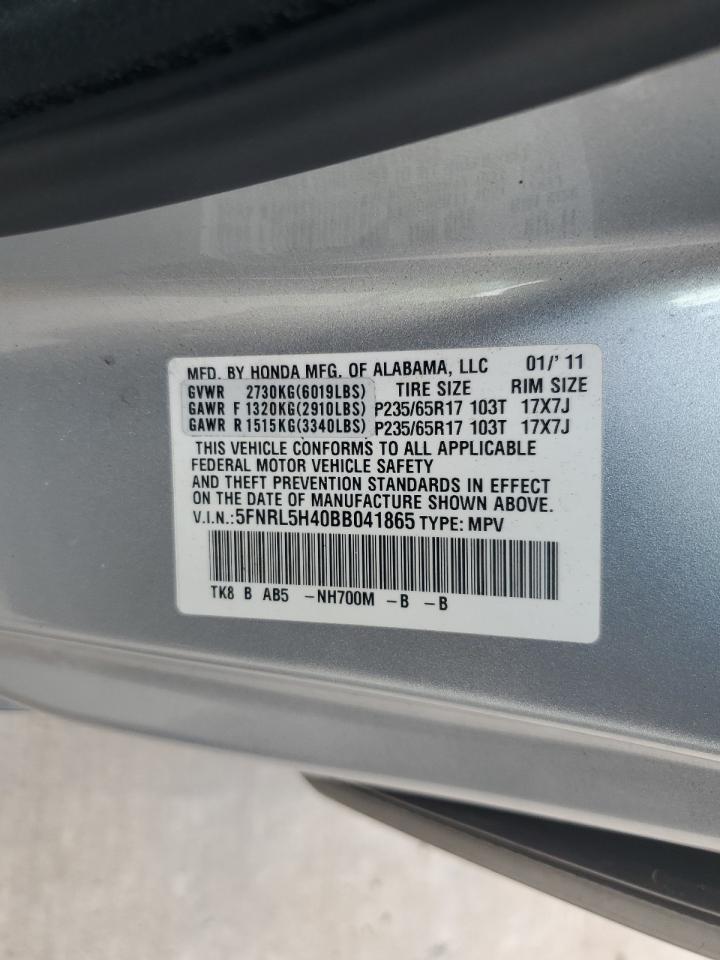 MFD. BY HONDA MFG. OF ALABAMA, LLC 01/'11
GVWR 2730KG(6019LBS) TIRE SIZE RIM SIZE
GAWR F 1320KG(2910LBS) P235/65R17 103T 17X7J
GAWR R 1515KG(3340LBS) P235/65R17 103T 17X7J
THIS VEHICLE CONFORMS TO ALL APPLICABLE
FEDERAL MOTOR VEHICLE SAFETY
AND THEFT PREVENTION STANDARDS IN EFFECT
ON THE DATE OF MANUFACTURE SHOWN ABOVE.
V.I.N.:5FNRL5H40BB041865 TYPE: MPV
TK8 B AB5 -NH700M -B -B